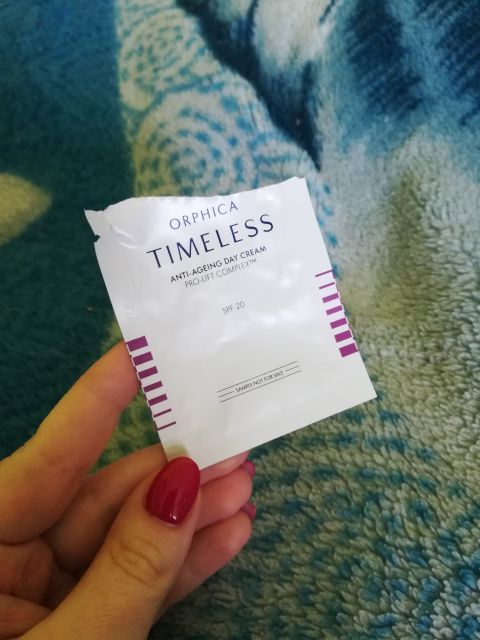 ORPHICA
TIMELESS
ANTI-AGEING DAY CREAM
PRO-LIFT COMPLEX™
SPF 20
SAMPLE NOT FOR SALE